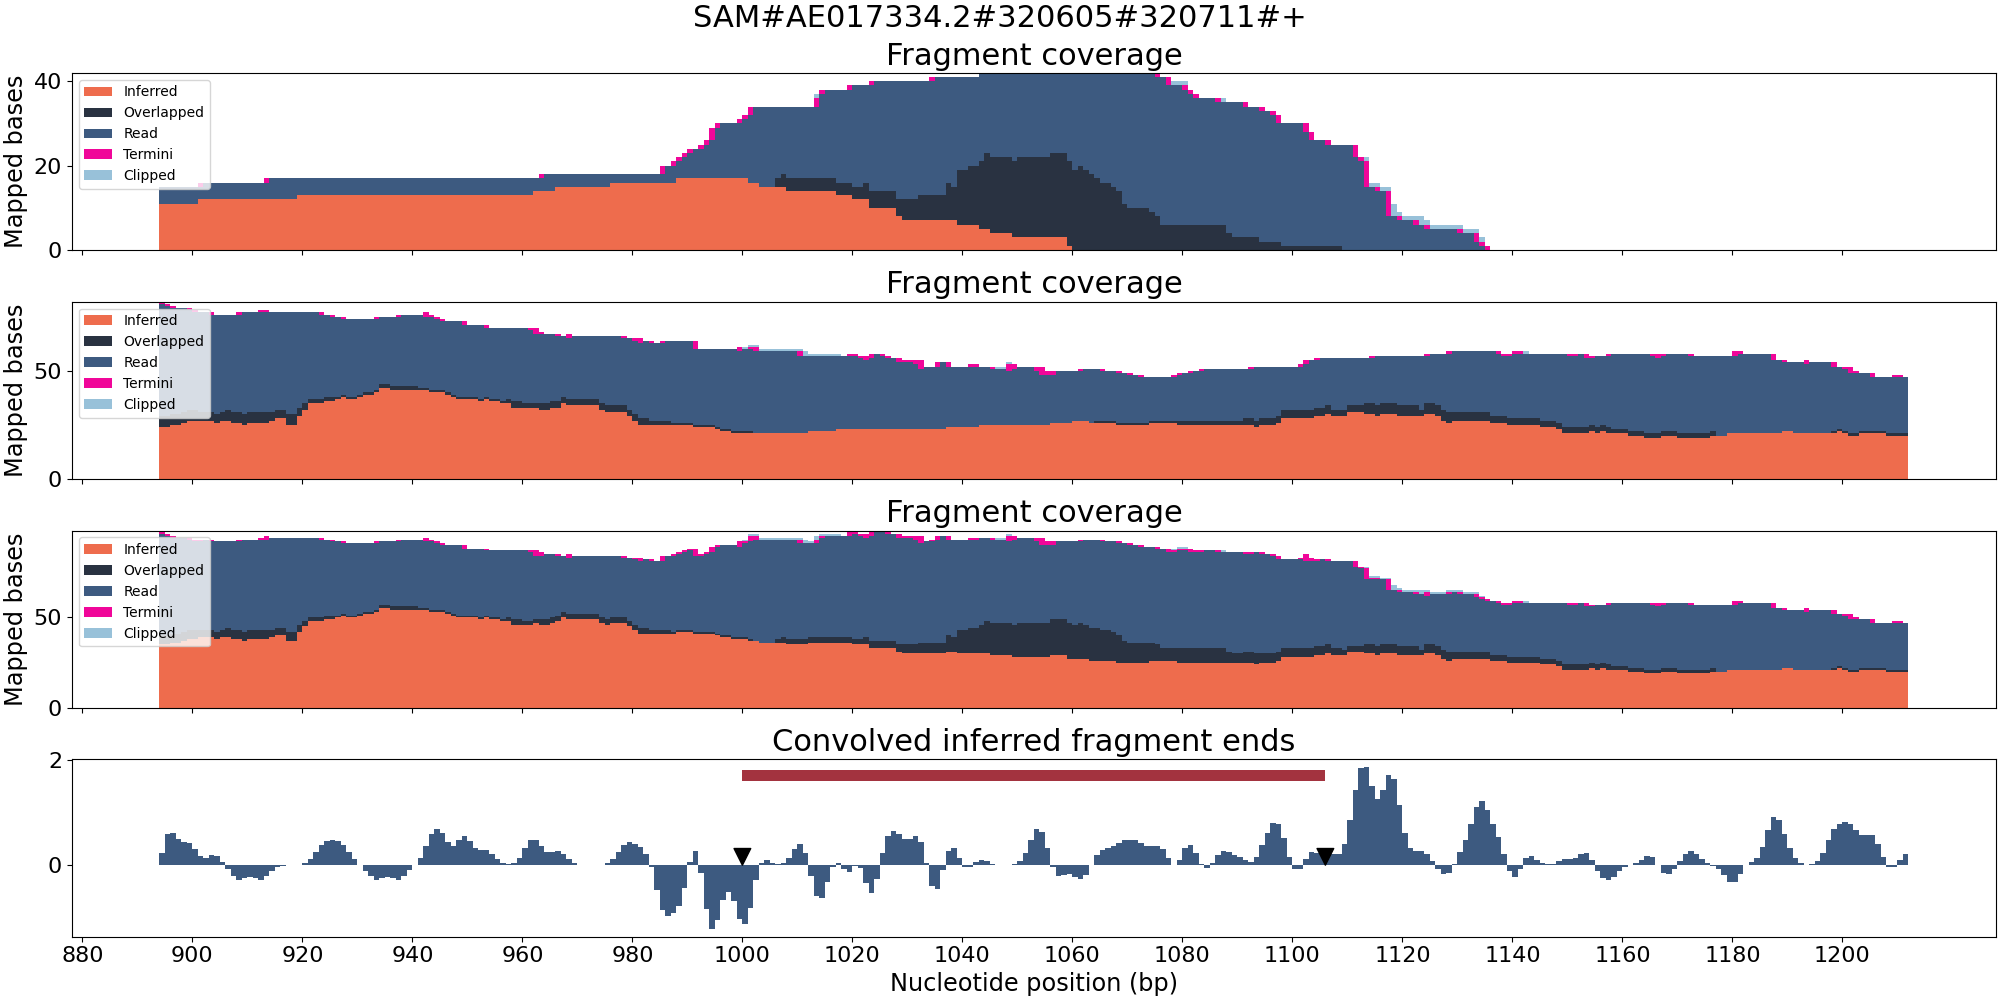 SAM#AE017334.2#320605#320711#+
Fragment coverage
Mapped bases
40
20
0
Inferred
Overlapped
Read
Termini
Clipped
Fragment coverage
Mapped bases
50
0
Inferred
Overlapped
Read
Termini
Clipped
Fragment coverage
Mapped bases
50
0
Inferred
Overlapped
Read
Termini
Clipped
Convolved inferred fragment ends
2
0
880 900 920 940 960 980 1000 1020 1040 1060 1080 1100 1120 1140 1160 1180 1200
Nucleotide position (bp)